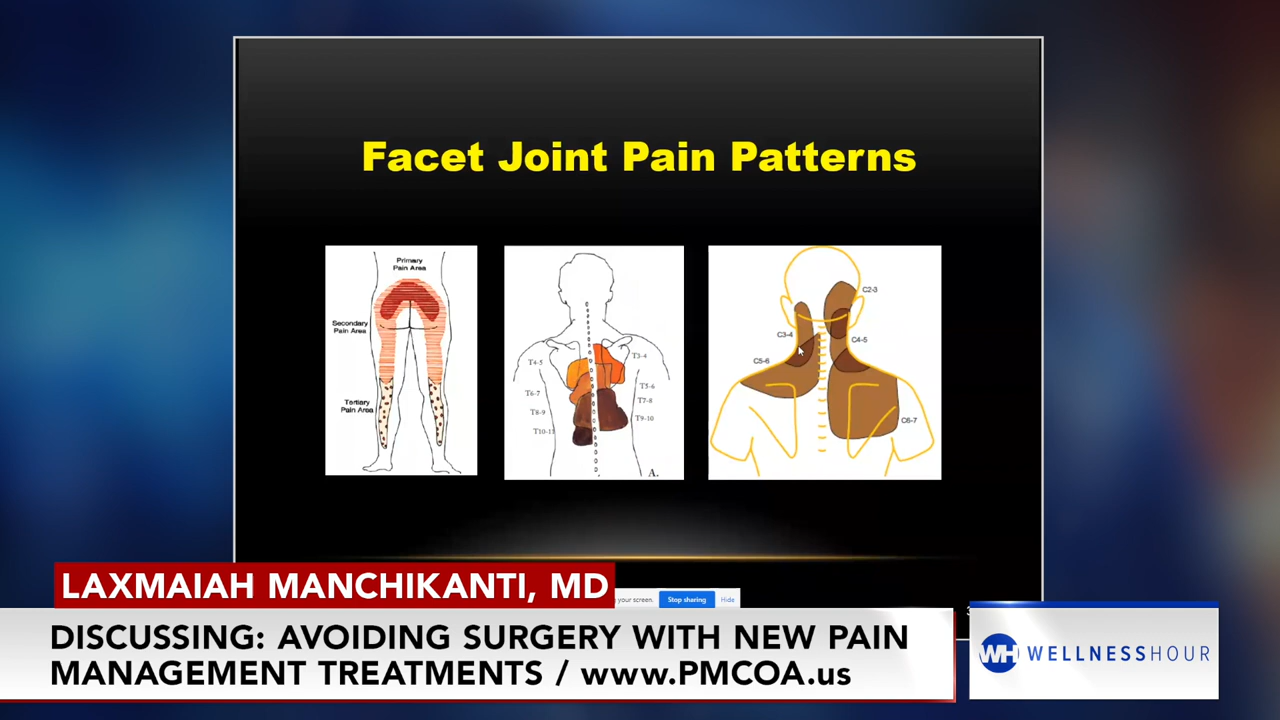 Facet Joint Pain Patterns
Primary
Pain Area
Secondary
Pain Area
Tertiary
Pain Area
T4-5
T3-4
T5-6
T6-7
T7-8
T8-9
T9-10
T10-11
A.
C2-3
C3-4
C4-5
C5-6
C6-7
LAXMAIAH MANCHIKANTI, MD
your screen.
Stop sharing
Hide
DISCUSSING: AVOIDING SURGERY WITH NEW PAIN
MANAGEMENT TREATMENTS / www.PMCOA.us
WH WELLNESSHOUR